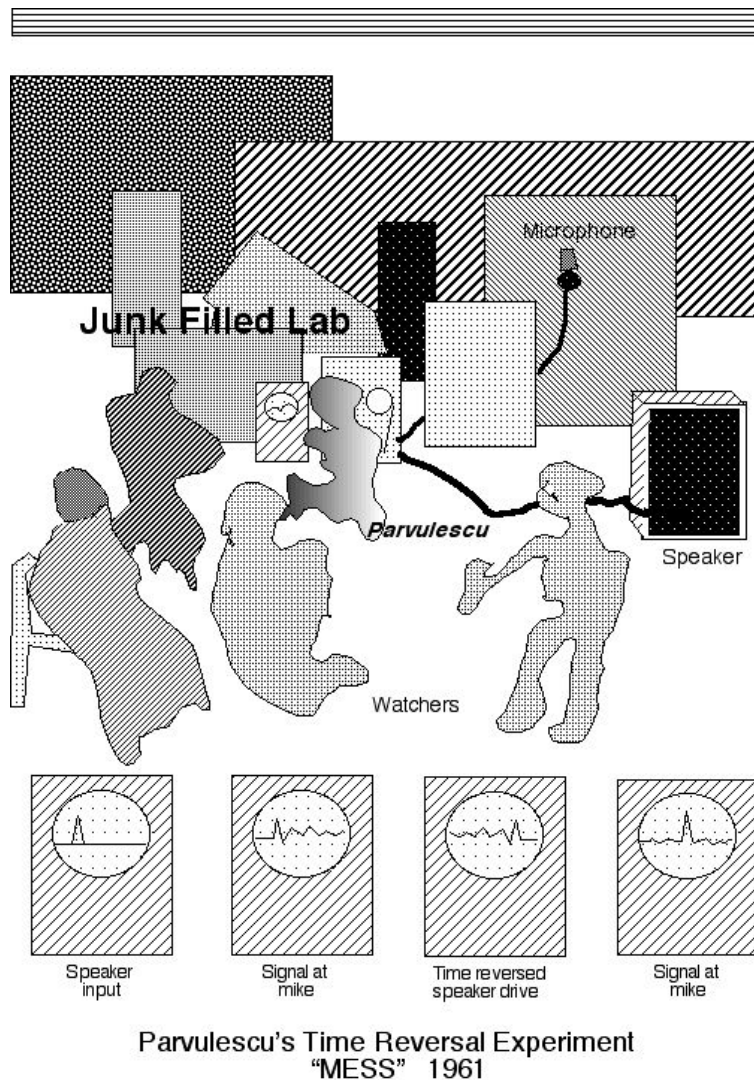 Microphone
Junk Filled Lab
Parvulescu
Speaker
Watchers
Speaker
input
Signal at
mike
Time reversed
speaker drive
Signal at
mike
Parvulescu's Time Reversal Experiment
“MESS” 1961